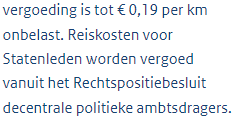 vergoeding is tot € 0,19 per km
onbelast. Reiskosten voor
Statenleden worden vergoed
vanuit het Rechtspositiebesluit
decentrale politieke ambtsdragers.